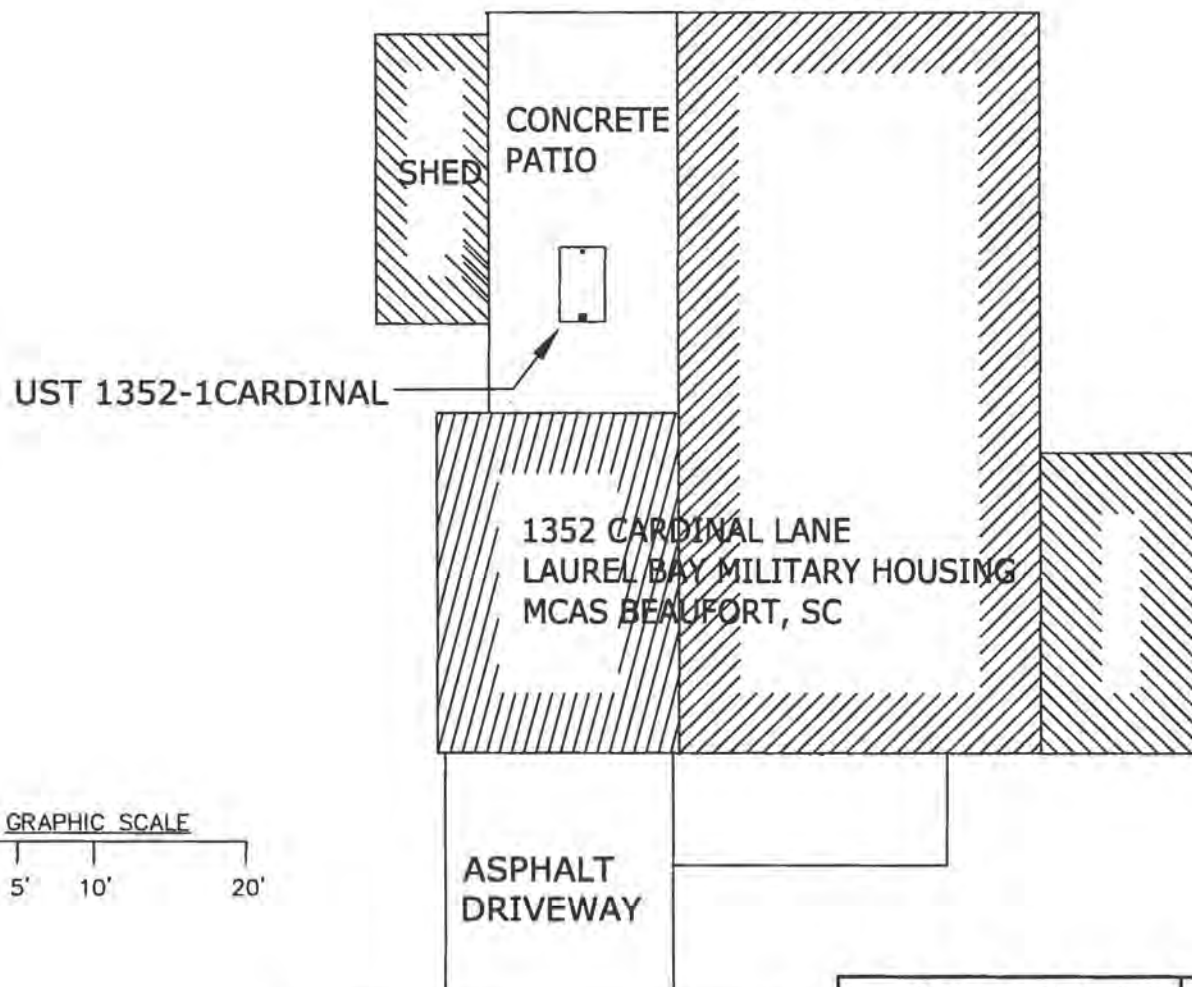 CONCRETE
PATIO
SHED
UST 1352-1CARDINAL
1352 CARDINAL LANE
LAUREL BAY MILITARY HOUSING
MCAS BEAUFORT, SC
GRAPHIC SCALE
5' 10' 20'
ASPHALT
DRIVEWAY